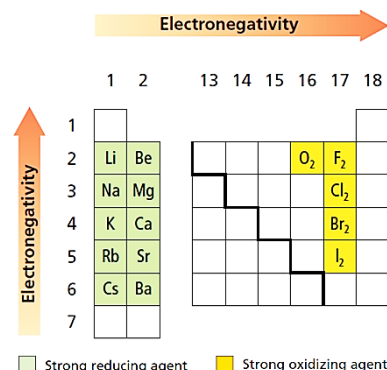 Electronegativity
1 2 13 14 15 16 17 18
1
2 Li Be O₂ F₂
3 Na Mg Cl₂
4 K Ca Br₂
5 Rb Sr I₂
6 Cs Ba
7
Electronegativity
Strong reducing agent Strong oxidizing agent